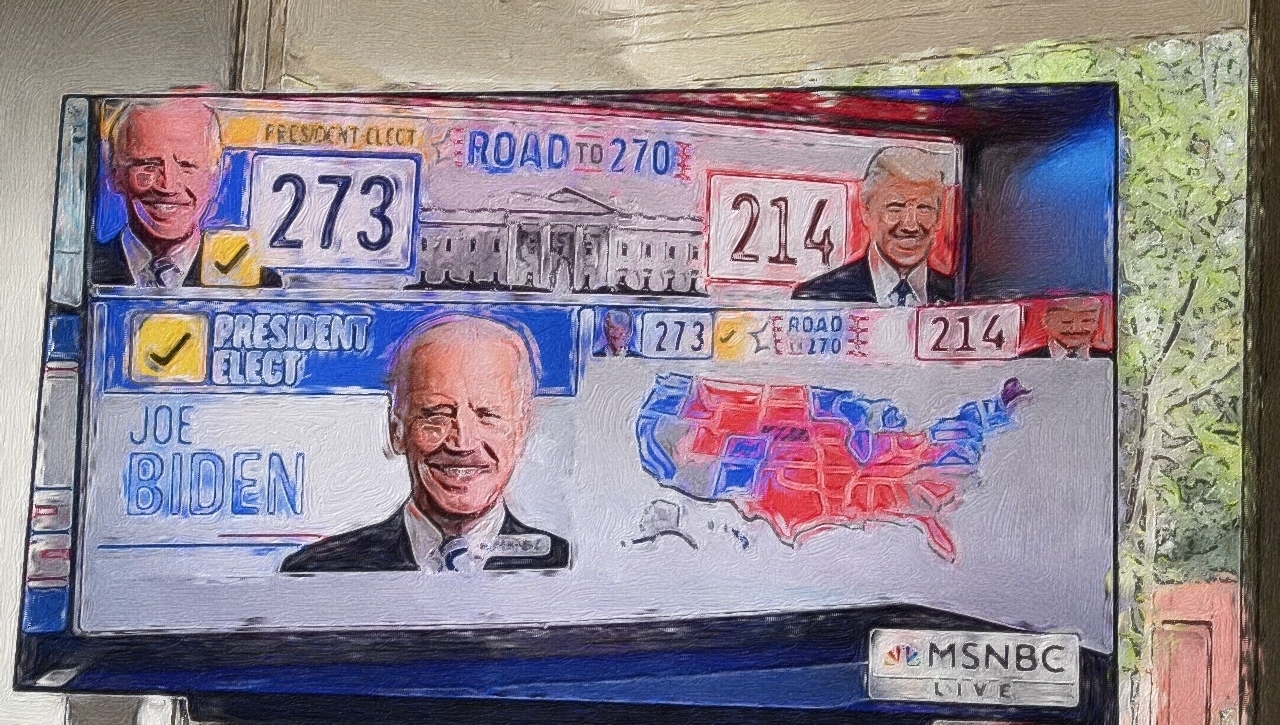 PRESIDENT ELECT
ROAD TO 270
273
214
PRESIDENT
ELECT
JOE
BIDEN
273
ROAD
TO 270
214
MSNBC
LIVE